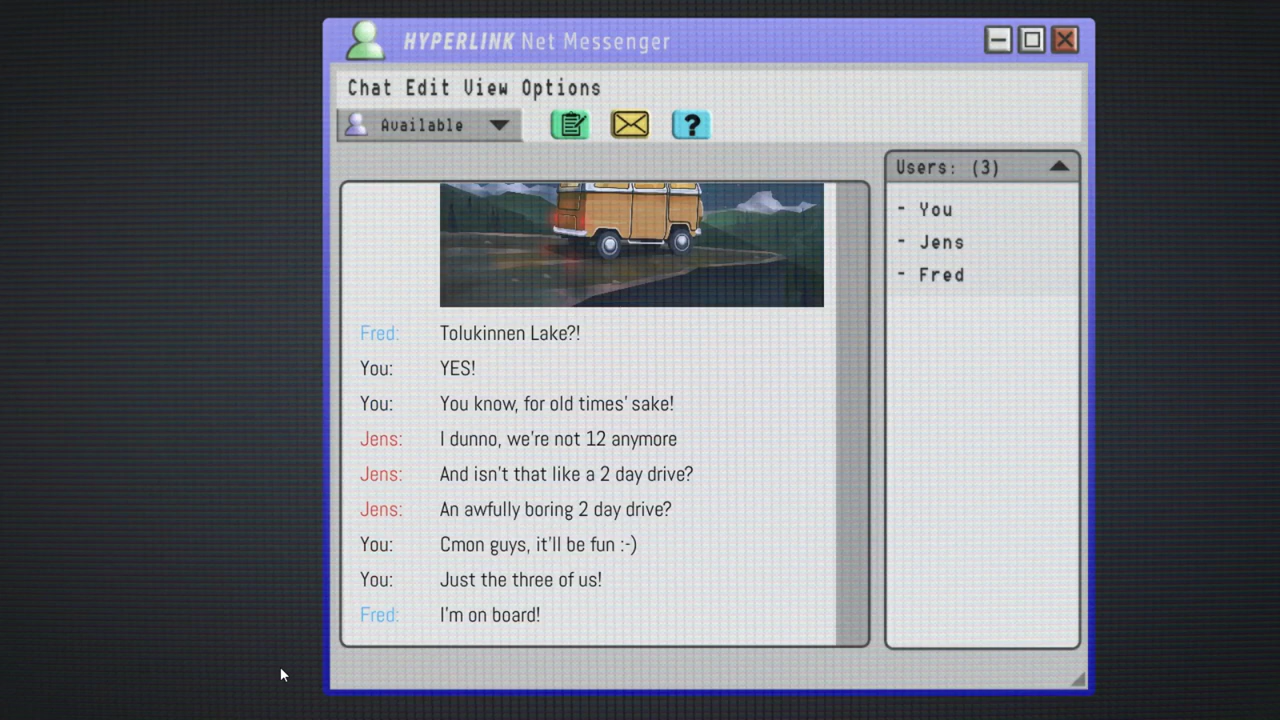 HYPERLINK Net Messenger
Chat Edit View Options
Available
?
Users: (3)
- You
- Jens
- Fred
Fred: Tolukinnen Lake?!
You: YES!
You: You know, for old times' sake!
Jens: I dunno, we're not 12 anymore
Jens: And isn't that like a 2 day drive?
Jens: An awfully boring 2 day drive?
You: Cmon guys, it'll be fun :-)
You: Just the three of us!
Fred: I'm on board!